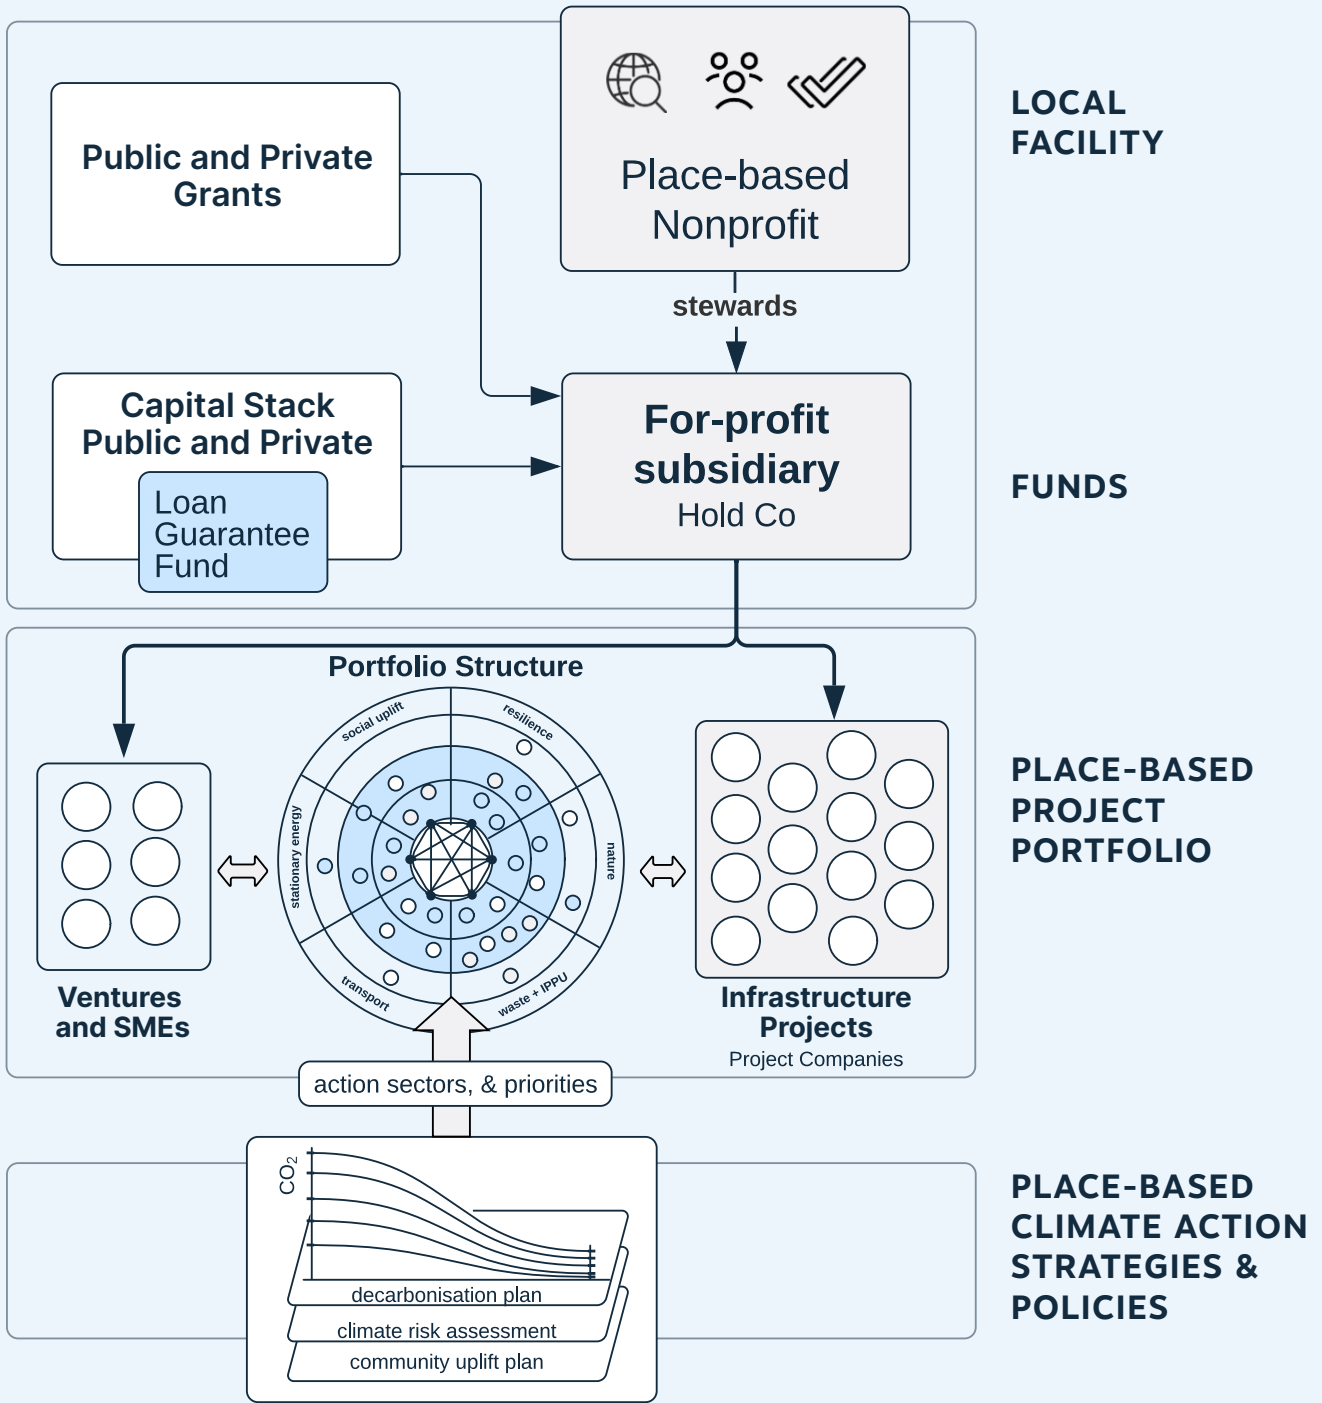 LOCAL
FACILITY
Public and Private
Grants
Place-based
Nonprofit
stewards
Capital Stack
Public and Private
Loan
Guarantee
Fund
For-profit
subsidiary
Hold Co
FUNDS
Portfolio Structure
social uplift
resilience
stationary energy
nature
transport
waste + IPPU
Ventures
and SMEs
Infrastructure
Projects
Project Companies
PLACE-BASED
PROJECT
PORTFOLIO
action sectors, & priorities
CO₂
decarbonisation plan
climate risk assessment
community uplift plan
PLACE-BASED
CLIMATE ACTION
STRATEGIES &
POLICIES